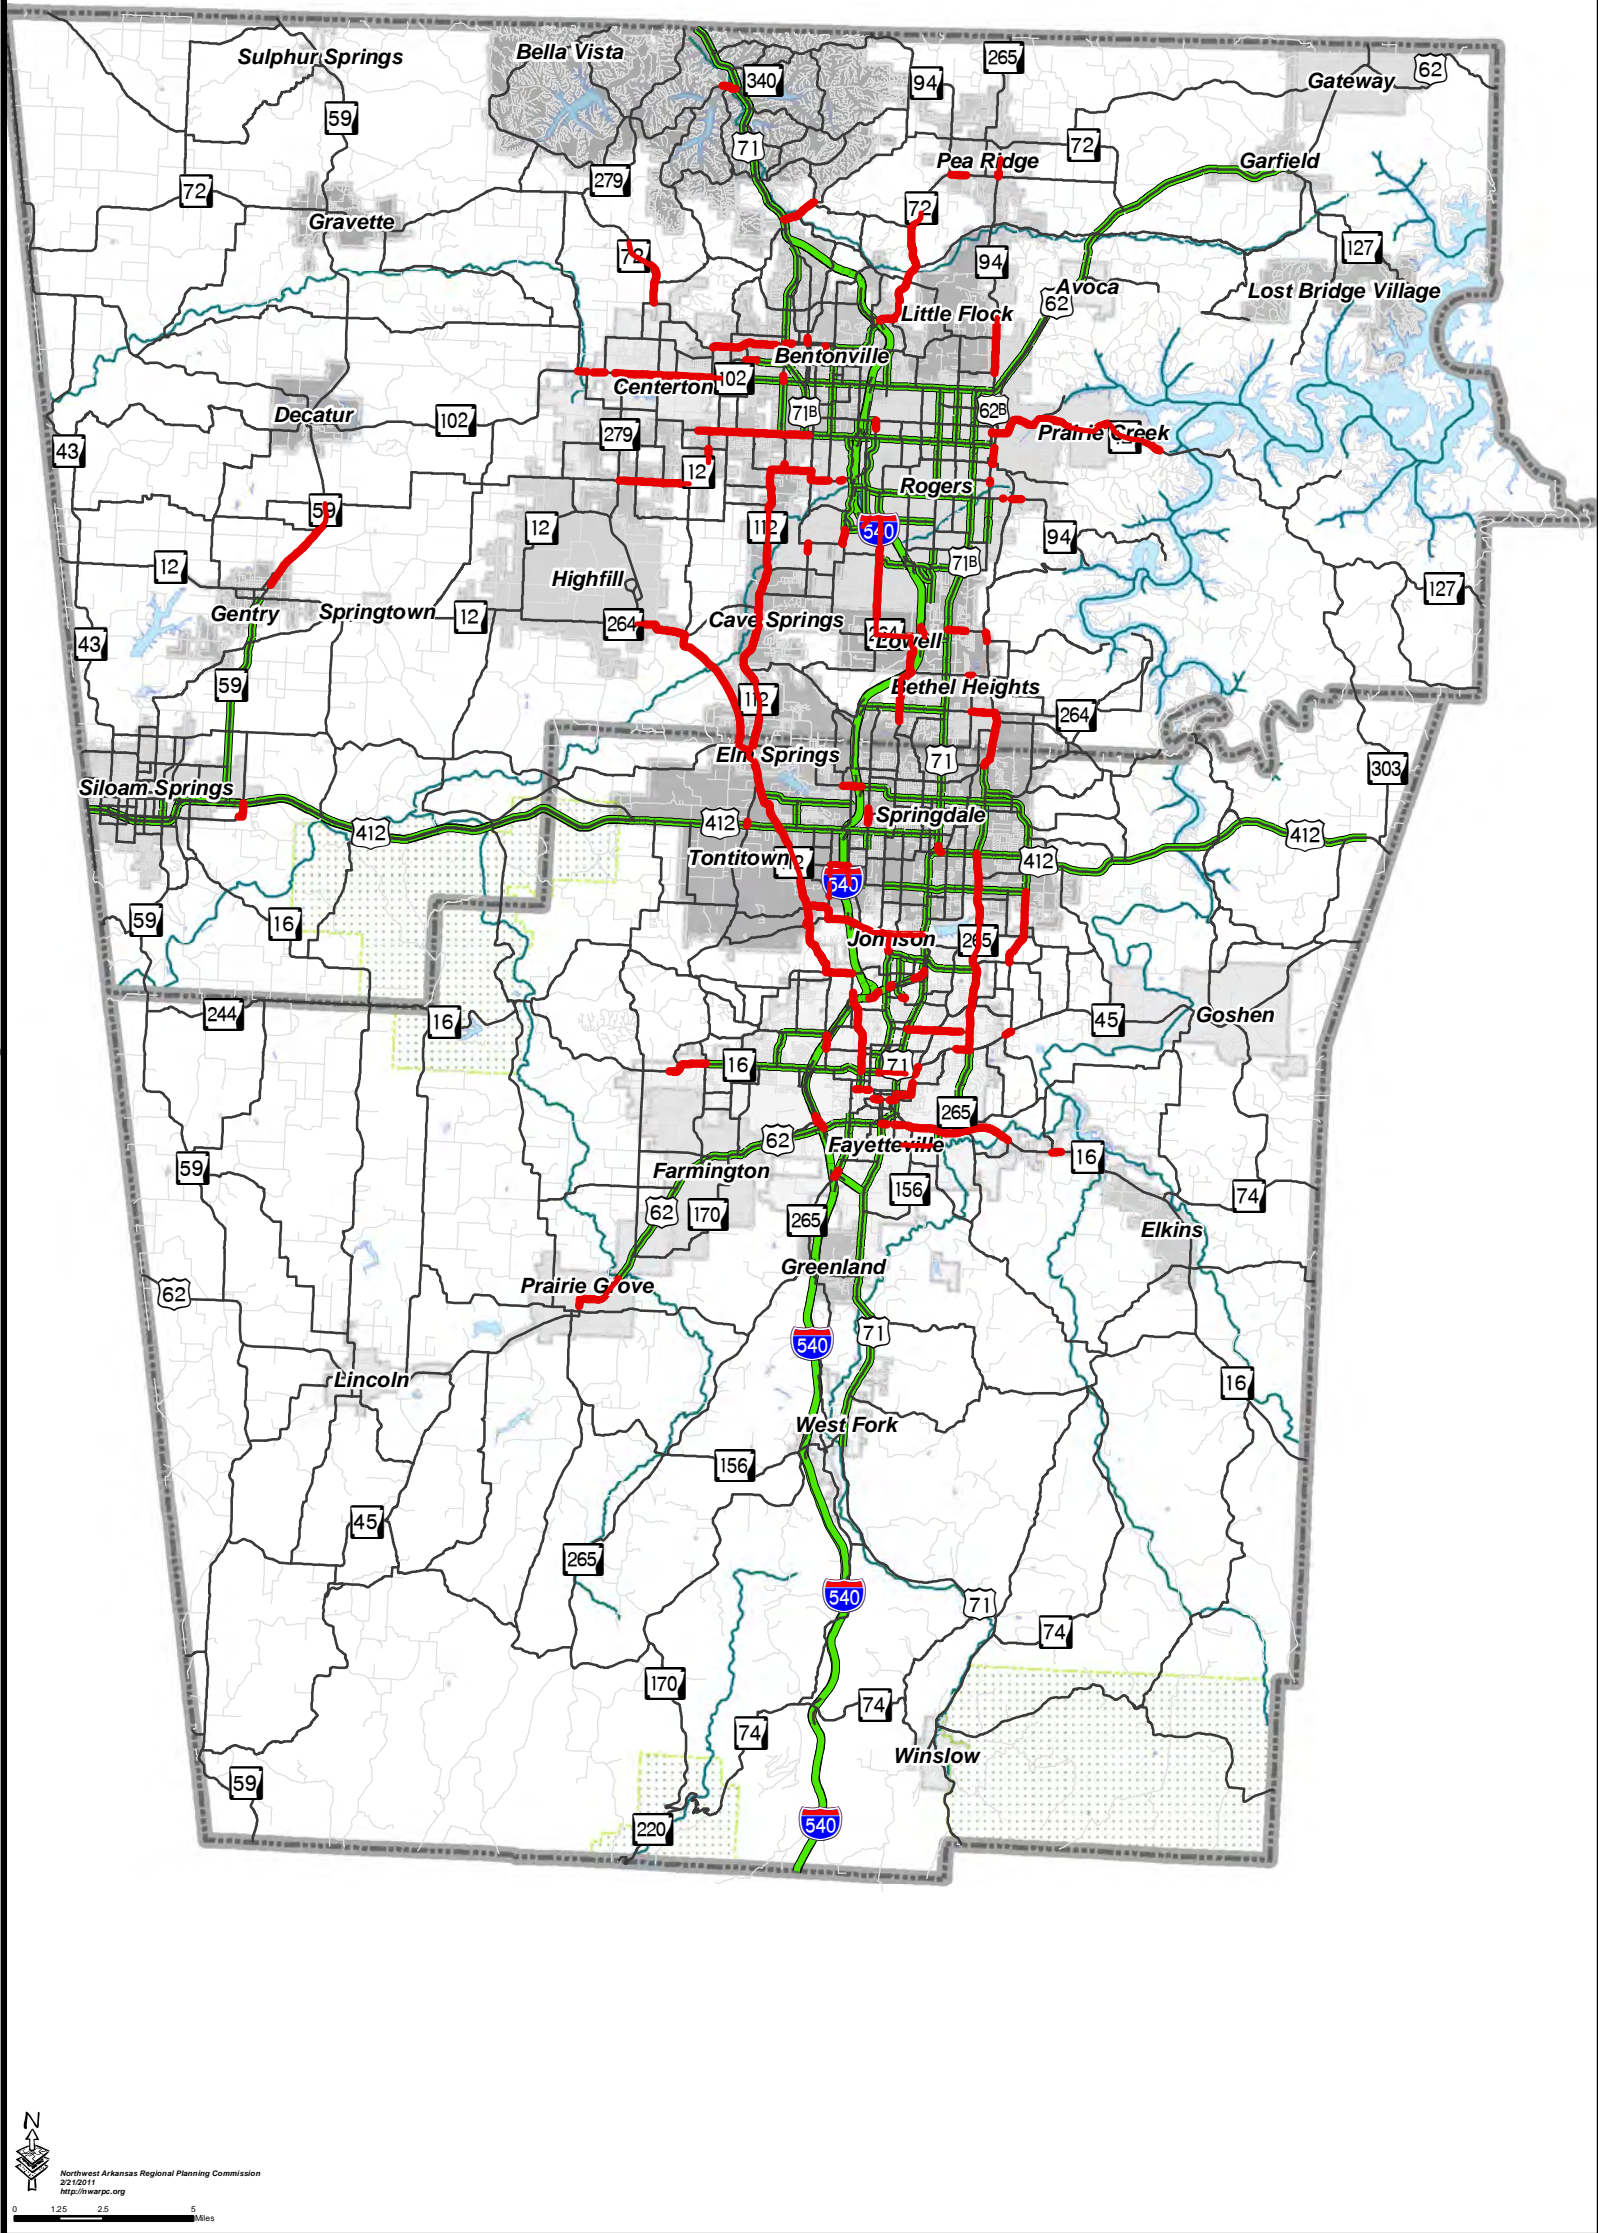 Sulphur Springs
Bella Vista
265
62
340
94
Gateway
59
71
72
Pea Ridge
Garfield
279
72
72
Gravette
127
72
94
Avoca
62
Lost Bridge Village
Little Flock
Bentonville
102
Centerton
71B
62B
Decatur
102
279
Prairie Creek
43
12
Rogers
59
12
112
540
94
12
71B
Highfill
127
Gentry
Springtown
12
264
Cave Springs
43
Lowell
59
112
Bethel Heights
264
Elm Springs
71
303
Siloam Springs
412
412
Springdale
412
Tontitown
412
540
59
16
Johnson
265
244
16
45
Goshen
16
71
265
62
Fayetteville
16
59
Farmington
156
74
62
170
265
Elkins
Greenland
Prairie Grove
62
540
71
Lincoln
16
West Fork
156
45
265
540
71
74
170
74
74
Winslow
59
540
220
N
Northwest Arkansas Regional Planning Commission
2/21/2011
http://nwarpc.org
0 1.25 2.5 5
Miles